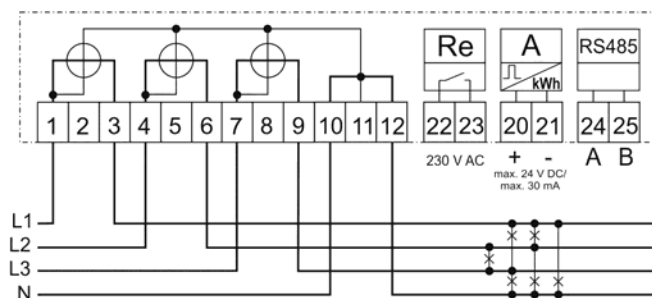 Re A RS485
kWh
1 2 3 4 5 6 7 8 9 10 11 12 22 23 20 21 24 25
230 V AC + - A B
max. 24 V DC/
max. 30 mA
L1
L2
L3
N